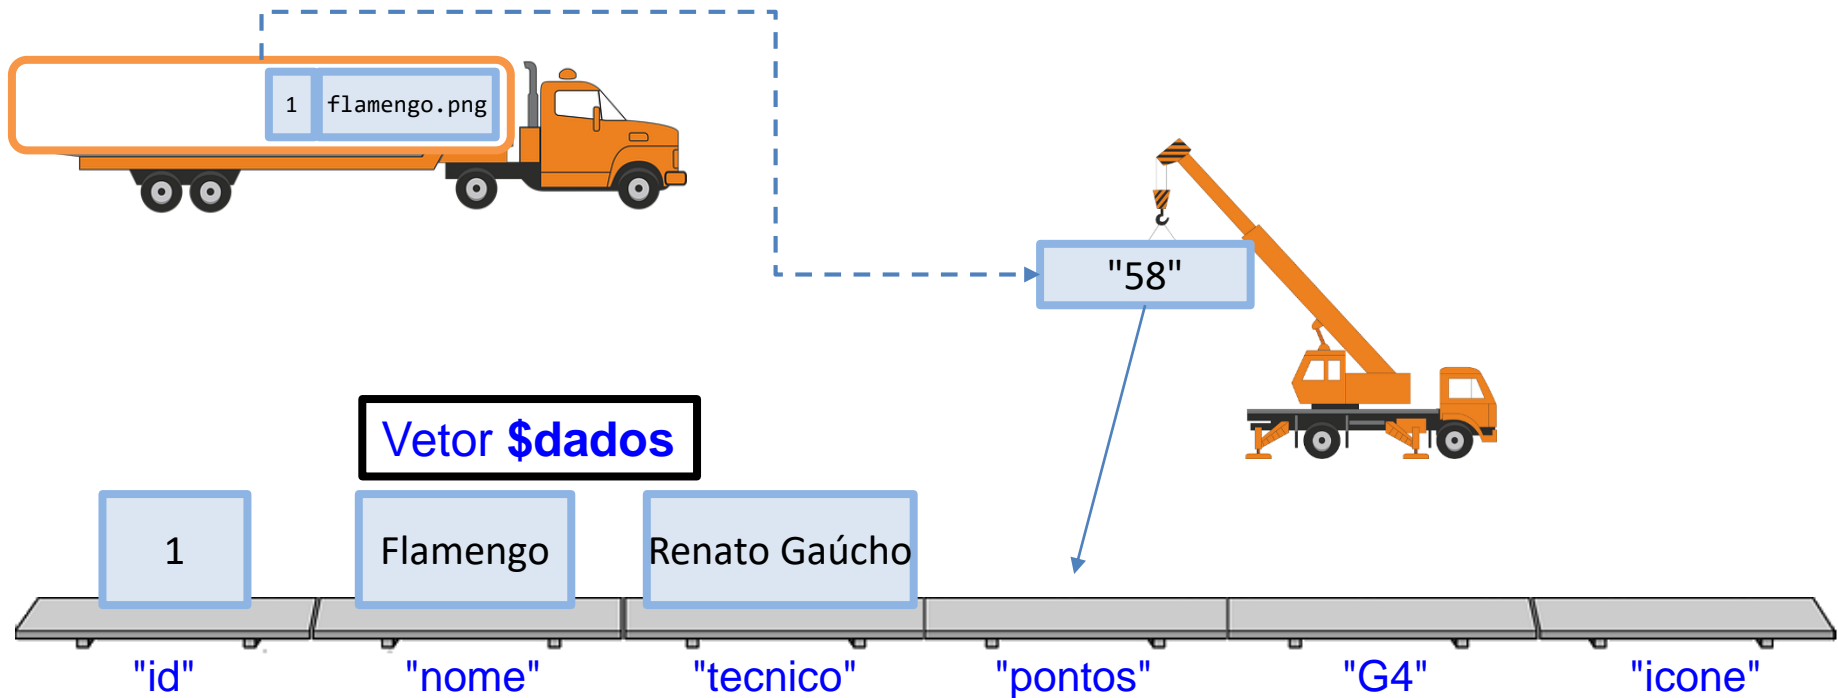 1
flamengo.png
"58"
Vetor $dados
1
Flamengo
Renato Gaúcho
"id"
"nome"
"tecnico"
"pontos"
"G4"
"icone"